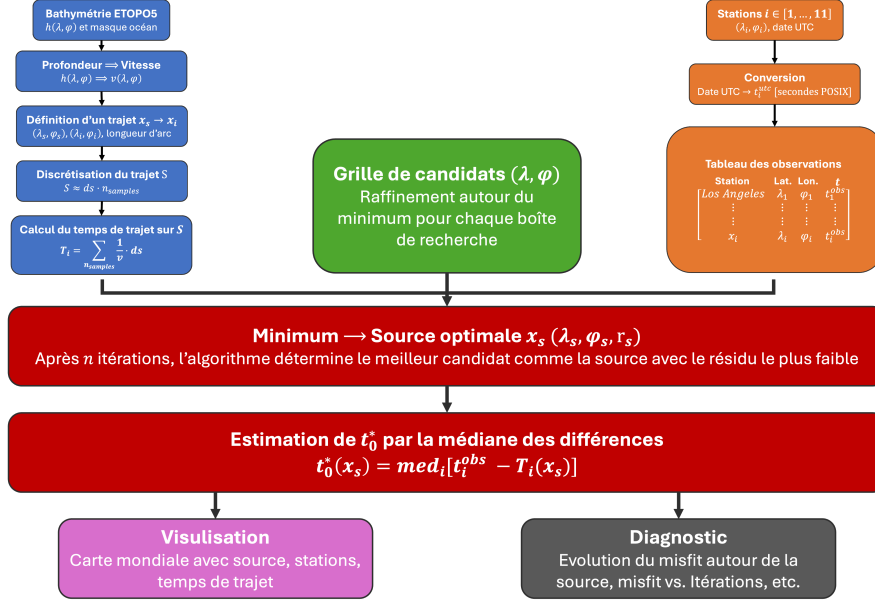 Bathymétrie ETOPO5
h(λ, φ) et masque océan
Profondeur ⟹ Vitesse
h(λ, φ) ⟹ v(λ, φ)
Définition d'un trajet x_s → x_i
(λ_s, φ_s), (λ_i, φ_i), longueur d'arc
Discrétisation du trajet S
S ≈ ds · n_samples
Calcul du temps de trajet sur S
T_i = ∑_{n_samples} 1/v · ds
Grille de candidats (λ, φ)
Raffinement autour du
minimum pour chaque boîte
de recherche
Stations i ∈ [1, … , 11]
(λ_i, φ_i), date UTC
Conversion
Date UTC → t_i^utc [secondes POSIX]
Tableau des observations
Station Lat. Lon. t
Los Angeles λ_1 φ_1 t_1^obs
⋮ ⋮ ⋮ ⋮
⋮ ⋮ ⋮ ⋮
x_i λ_i φ_i t_i^obs
Minimum → Source optimale x_s (λ_s, φ_s, r_s)
Après n itérations, l'algorithme détermine le meilleur candidat comme la source avec le résidu le plus faible
Estimation de t_0^* par la médiane des différences
t_0^*(x_s) = med_i[t_i^obs − T_i(x_s)]
Visulisation
Carte mondiale avec source, stations,
temps de trajet
Diagnostic
Evolution du misfit autour de la
source, misfit vs. Itérations, etc.